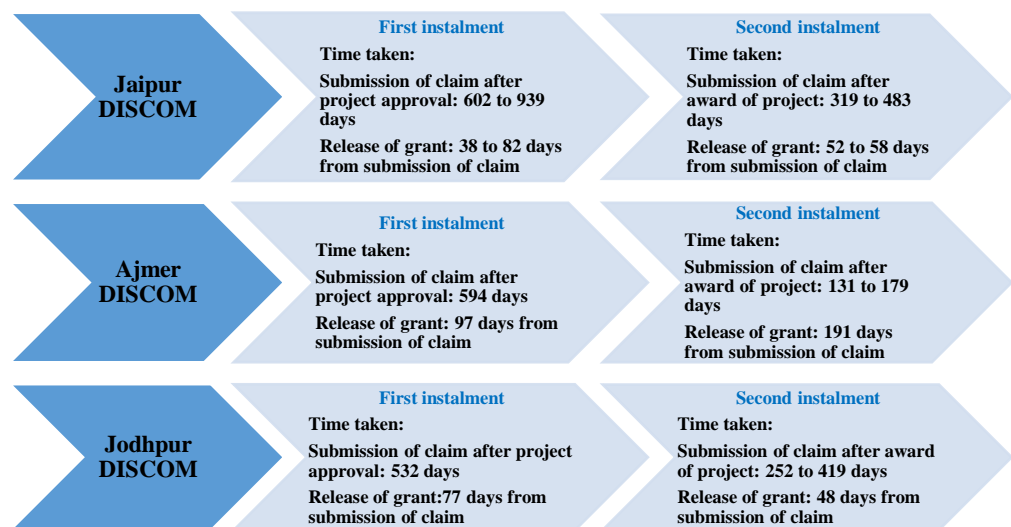 Jaipur
DISCOM
First instalment
Time taken:
Submission of claim after
project approval: 602 to 939
days
Release of grant: 38 to 82 days
from submission of claim
Second instalment
Time taken:
Submission of claim after
award of project: 319 to 483
days
Release of grant: 52 to 58 days
from submission of claim
Ajmer
DISCOM
First instalment
Time taken:
Submission of claim after
project approval: 594 days
Release of grant: 97 days from
submission of claim
Second instalment
Time taken:
Submission of claim after
award of project: 131 to 179
days
Release of grant: 191 days
from submission of claim
Jodhpur
DISCOM
First instalment
Time taken:
Submission of claim after project
approval: 532 days
Release of grant:77 days from
submission of claim
Second instalment
Time taken:
Submission of claim after award
of project: 252 to 419 days
Release of grant: 48 days from
submission of claim